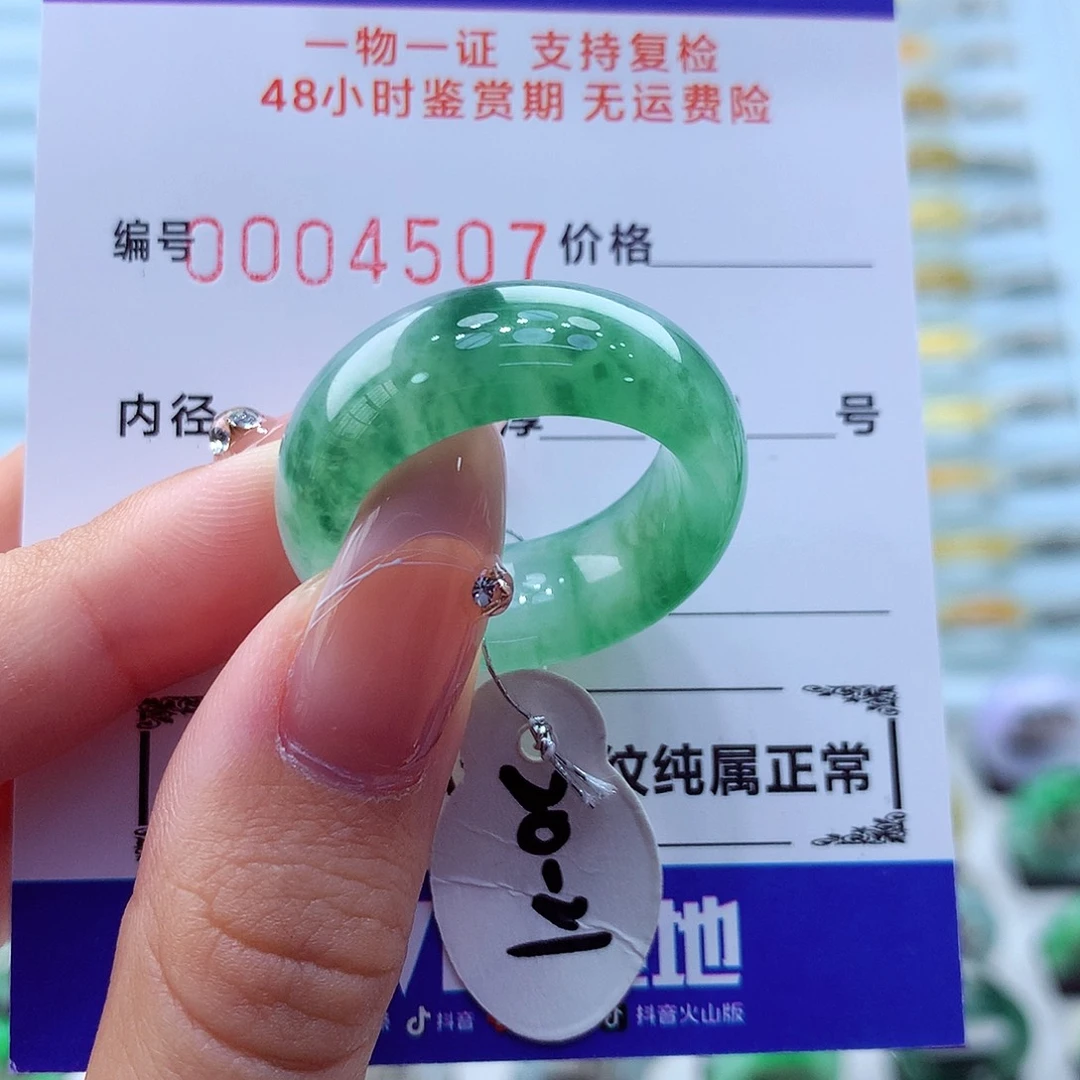 一物一证 支持复检
48小时鉴赏期 无运费险
编号0004507 价格
内径 厚 号
纹纯属正常
地
抖音 抖音火山版